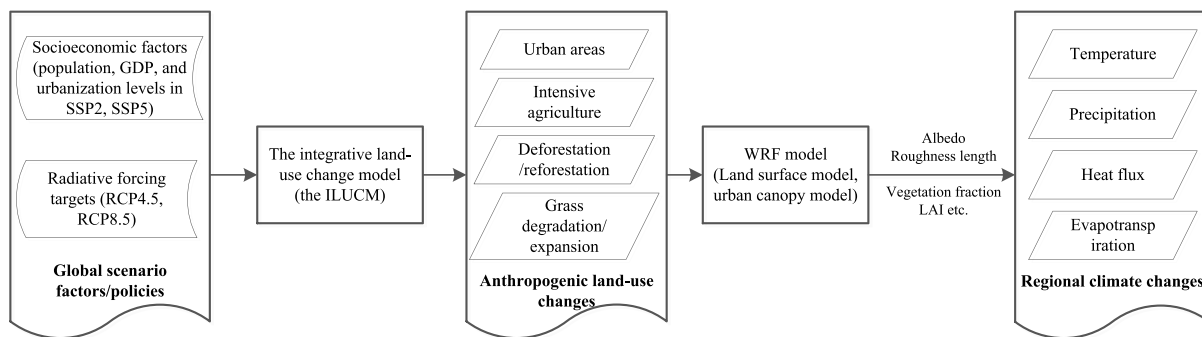 Socioeconomic factors
(population, GDP, and
urbanization levels in
SSP2, SSP5)
Radiative forcing
targets (RCP4.5,
RCP8.5)
Global scenario
factors/policies
The integrative land-
use change model
(the ILUCM)
Urban areas
Intensive
agriculture
Deforestation
/reforestation
Grass
degradation/
expansion
Anthropogenic land-use
changes
WRF model
(Land surface model,
urban canopy model)
Albedo
Roughness length
Vegetation fraction
LAI etc.
Temperature
Precipitation
Heat flux
Evapotransp
iration
Regional climate changes